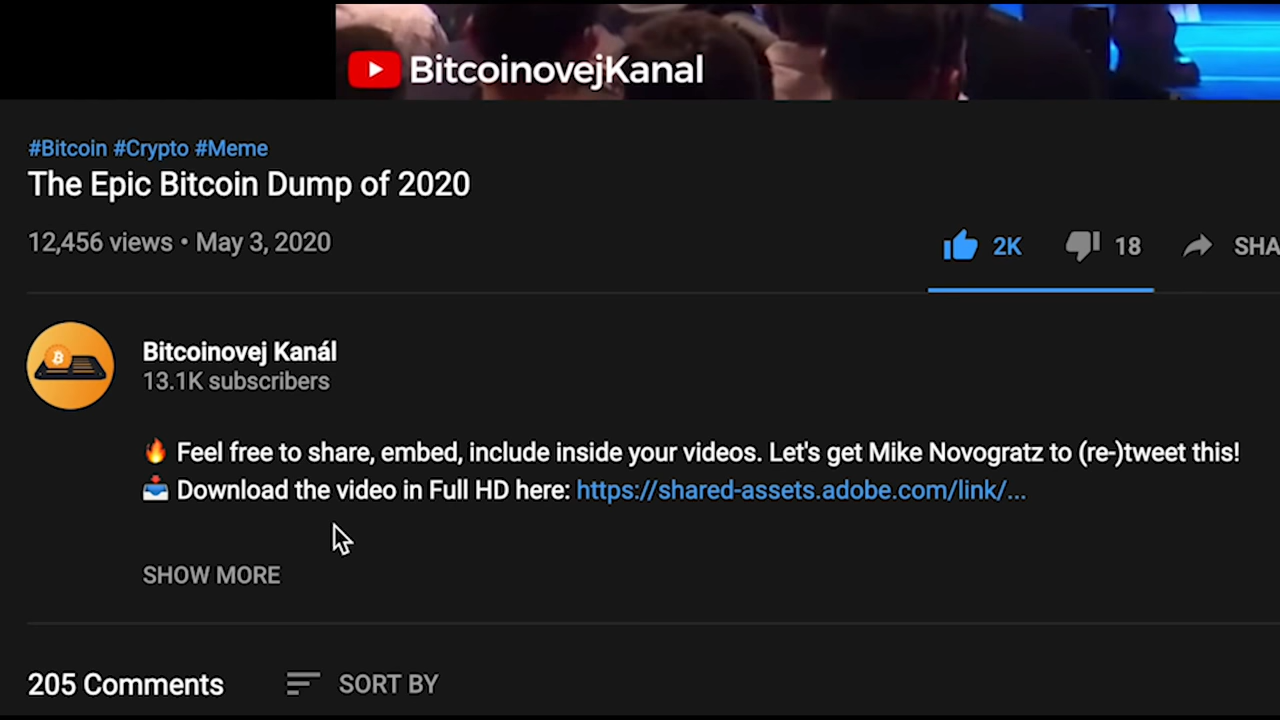 BitcoinovejKanal
#Bitcoin #Crypto #Meme
The Epic Bitcoin Dump of 2020
12,456 views • May 3, 2020
2K 18 SHA
Bitcoinovej Kanál
13.1K subscribers
🔥 Feel free to share, embed, include inside your videos. Let's get Mike Novogratz to (re-)tweet this!
📥 Download the video in Full HD here: https://shared-assets.adobe.com/link/...
SHOW MORE
205 Comments SORT BY